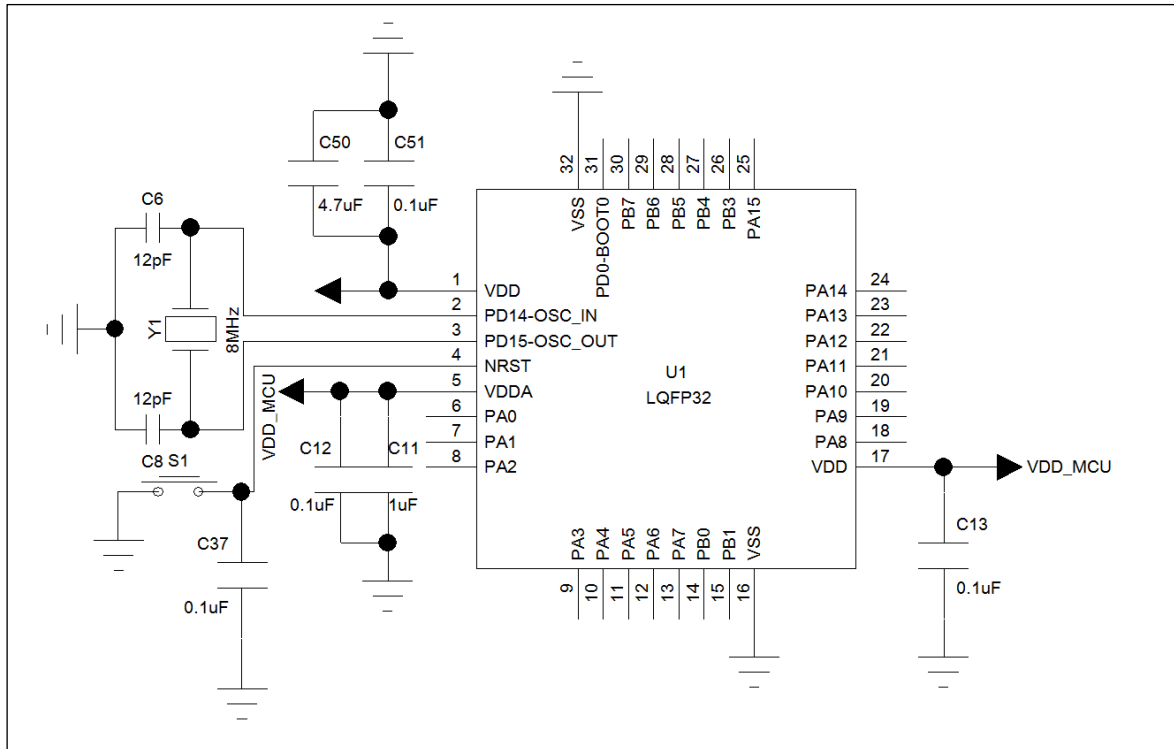 C50
C51
4.7uF
0.1uF
C6
12pF
Y1
8MHz
12pF
C8
S1
C37
0.1uF
VDD_MCU
C12
C11
0.1uF
1uF
32
31
30
29
28
27
26
25
VSS
PD0-BOOT0
PB7
PB6
PB5
PB4
PB3
PA15
1 VDD
2 PD14-OSC_IN
3 PD15-OSC_OUT
4 NRST
5 VDDA
6 PA0
7 PA1
8 PA2
U1
LQFP32
PA14 24
PA13 23
PA12 22
PA11 21
PA10 20
PA9 19
PA8 18
VDD 17
VDD_MCU
C13
0.1uF
PA3
PA4
PA5
PA6
PA7
PB0
PB1
VSS
9
10
11
12
13
14
15
16